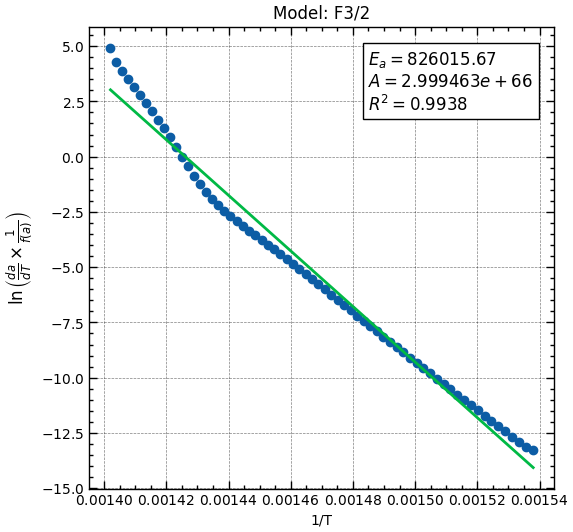 Model: F3/2
5.0
2.5
0.0
−2.5
−5.0
−7.5
−10.0
−12.5
−15.0
ln(da/dT × 1/f(a))
E_a = 826015.67
A = 2.999463e + 66
R² = 0.9938
0.00140 0.00142 0.00144 0.00146 0.00148 0.00150 0.00152 0.00154
1/T